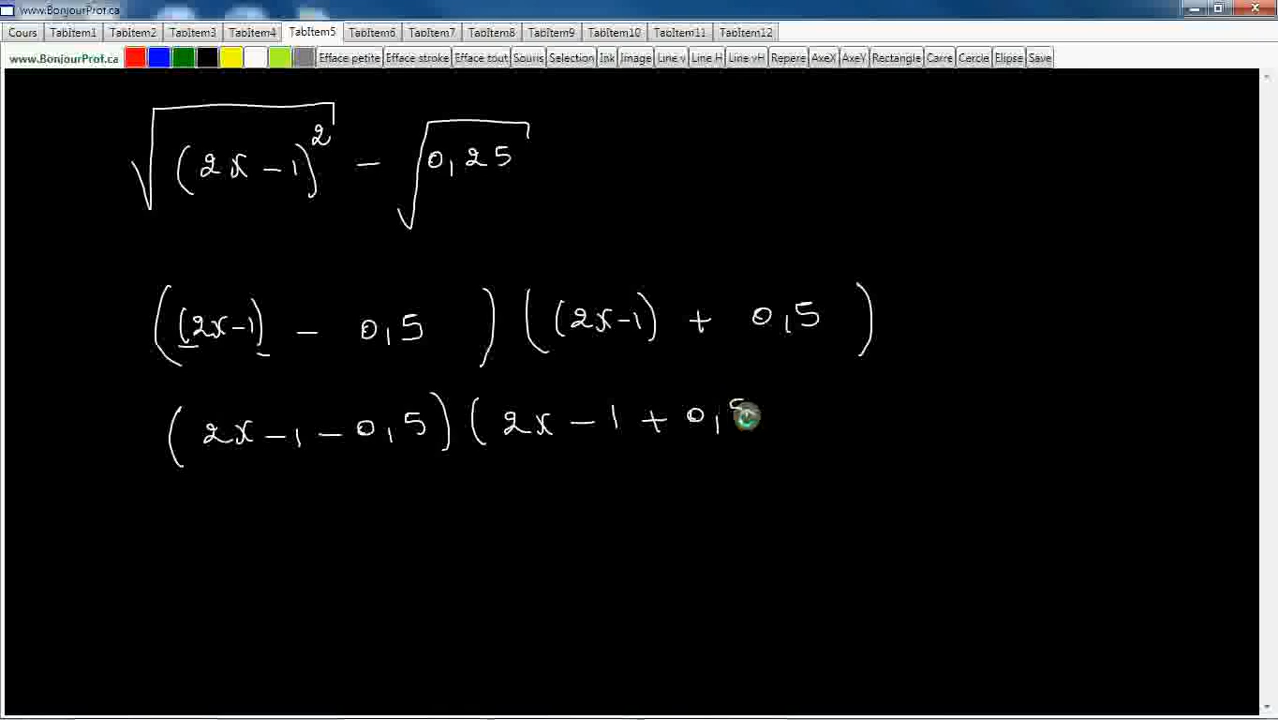 www.BonjourProf.ca
Cours TabItem1 TabItem2 TabItem3 TabItem4 TabItem5 TabItem6 TabItem7 TabItem8 TabItem9 TabItem10 TabItem11 TabItem12
www.BonjourProf.ca Efface petite Efface stroke Efface tout Souris Selection Ink Image Line v Line H Line vH Repere AxeX AxeY Rectangle Carre Cercle Elipse Save
√(2x-1)² - √0,25
((2x-1) - 0,5) ((2x-1) + 0,5)
(2x-1-0,5) (2x-1+0,5